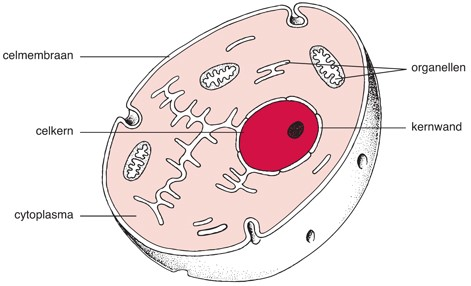 celmembraan
organellen
celkern
kernwand
cytoplasma